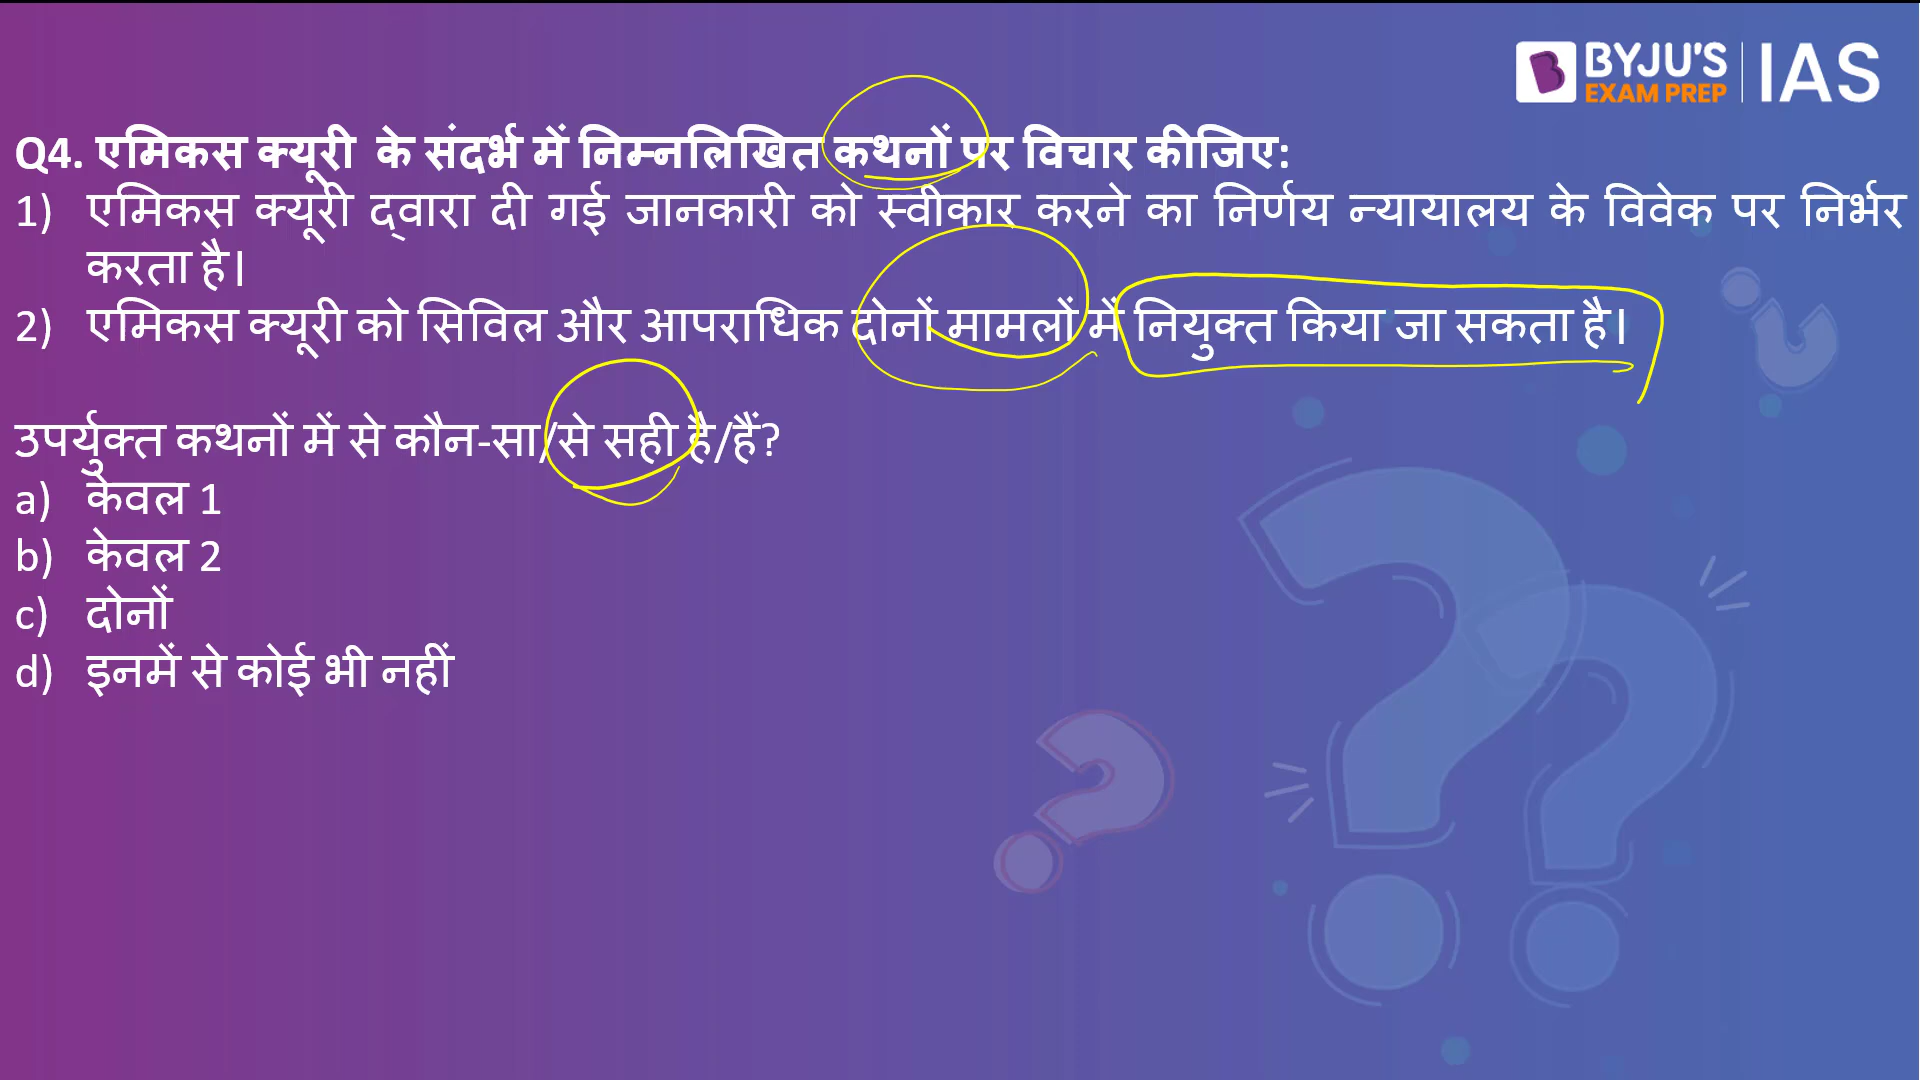 BYJU'S
EXAM PREP
IAS
Q4. एमिकस क्यूरी के संदर्भ में निम्नलिखित कथनों पर विचार कीजिए:
1) एमिकस क्यूरी द्वारा दी गई जानकारी को स्वीकार करने का निर्णय न्यायालय के विवेक पर निर्भर
करता है।
2) एमिकस क्यूरी को सिविल और आपराधिक दोनों मामलों में नियुक्त किया जा सकता है।
उपर्युक्त कथनों में से कौन-सा/से सही है/हैं?
a) केवल 1
b) केवल 2
c) दोनों
d) इनमें से कोई भी नहीं